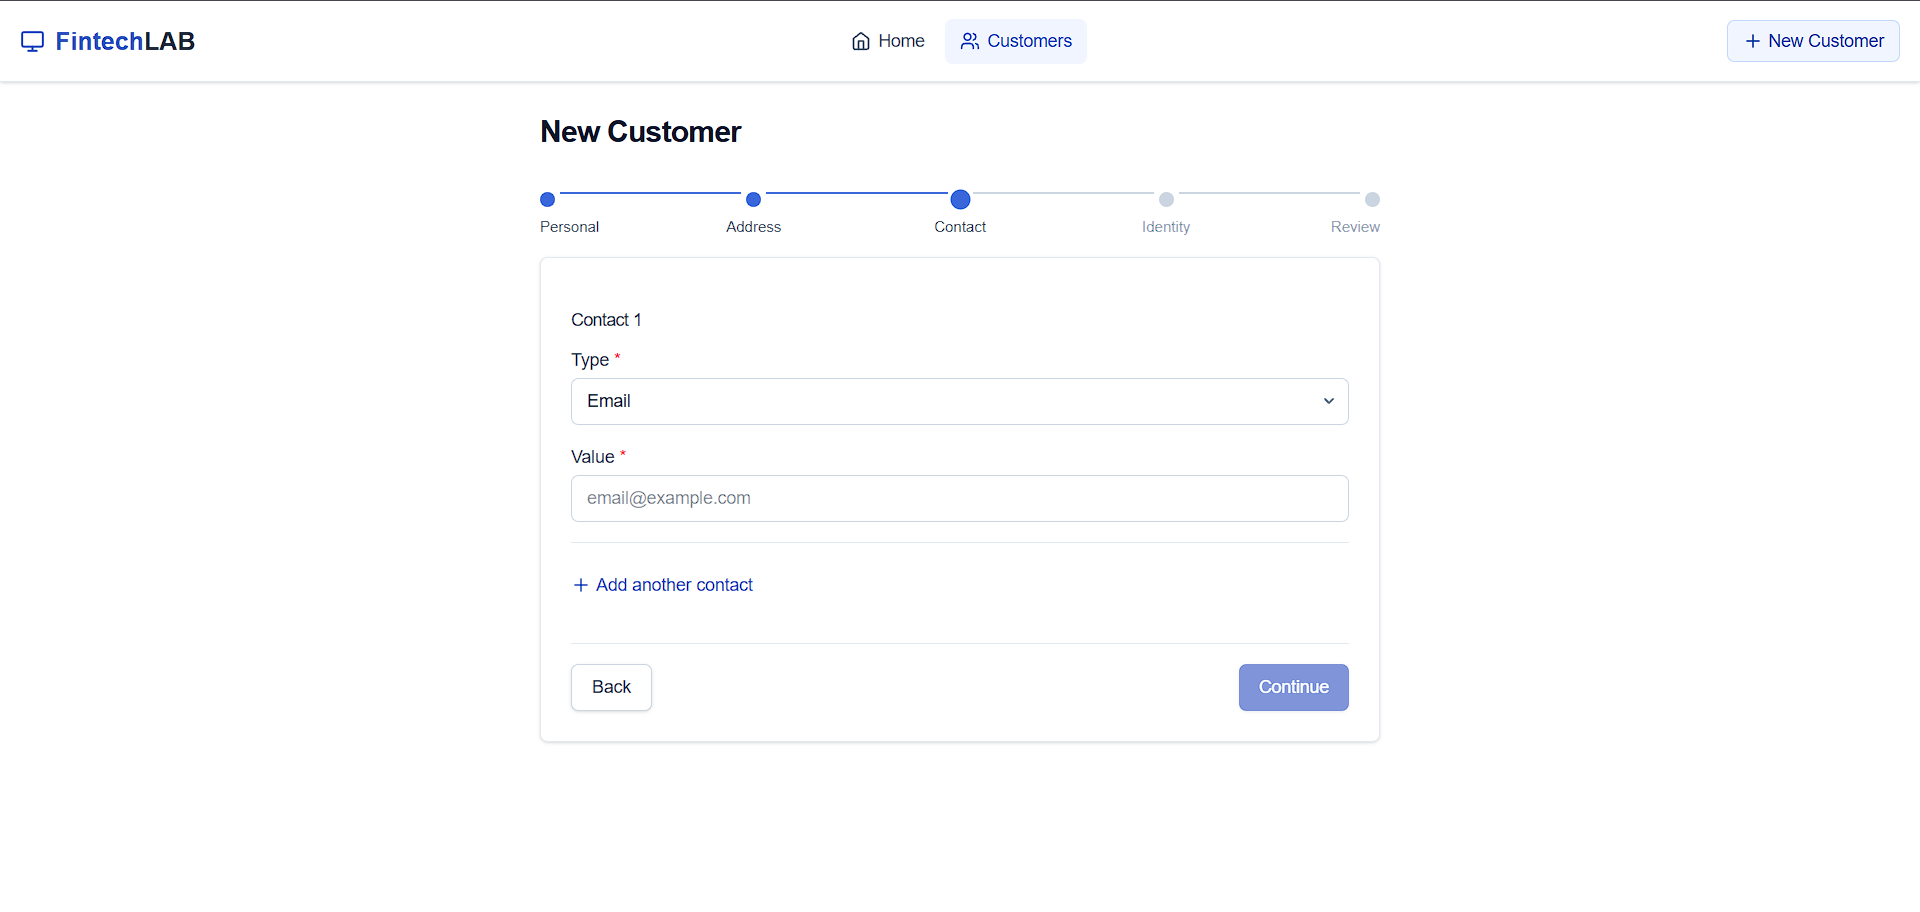 FintechLAB
Home
Customers
New Customer
New Customer
Personal
Address
Contact
Identity
Review
Contact 1
Type *
Email
Value *
email@example.com
Add another contact
Back
Continue